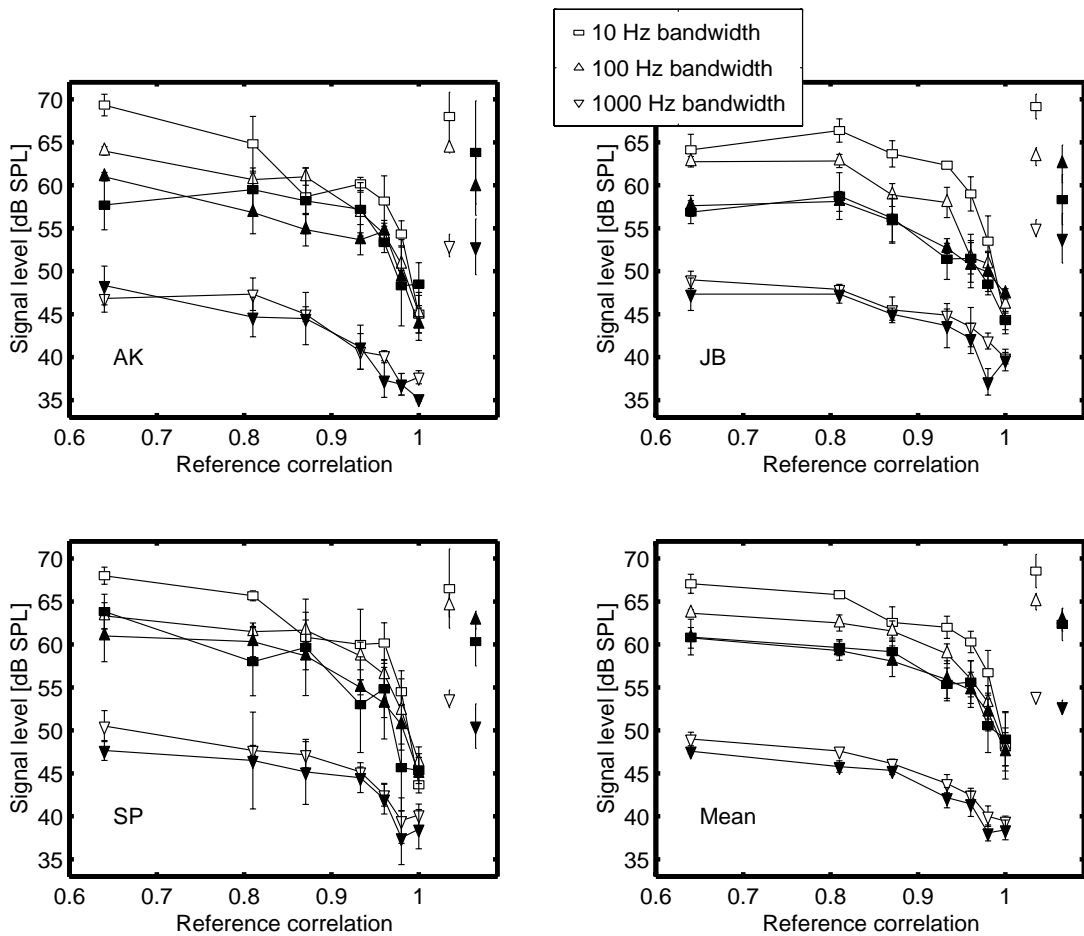 10 Hz bandwidth
100 Hz bandwidth
1000 Hz bandwidth
70
65
60
55
50
45
40
35
Signal level [dB SPL]
AK
0.6 0.7 0.8 0.9 1
Reference correlation
70
65
60
55
50
45
40
35
Signal level [dB SPL]
JB
0.6 0.7 0.8 0.9 1
Reference correlation
70
65
60
55
50
45
40
35
Signal level [dB SPL]
SP
0.6 0.7 0.8 0.9 1
Reference correlation
70
65
60
55
50
45
40
35
Signal level [dB SPL]
Mean
0.6 0.7 0.8 0.9 1
Reference correlation